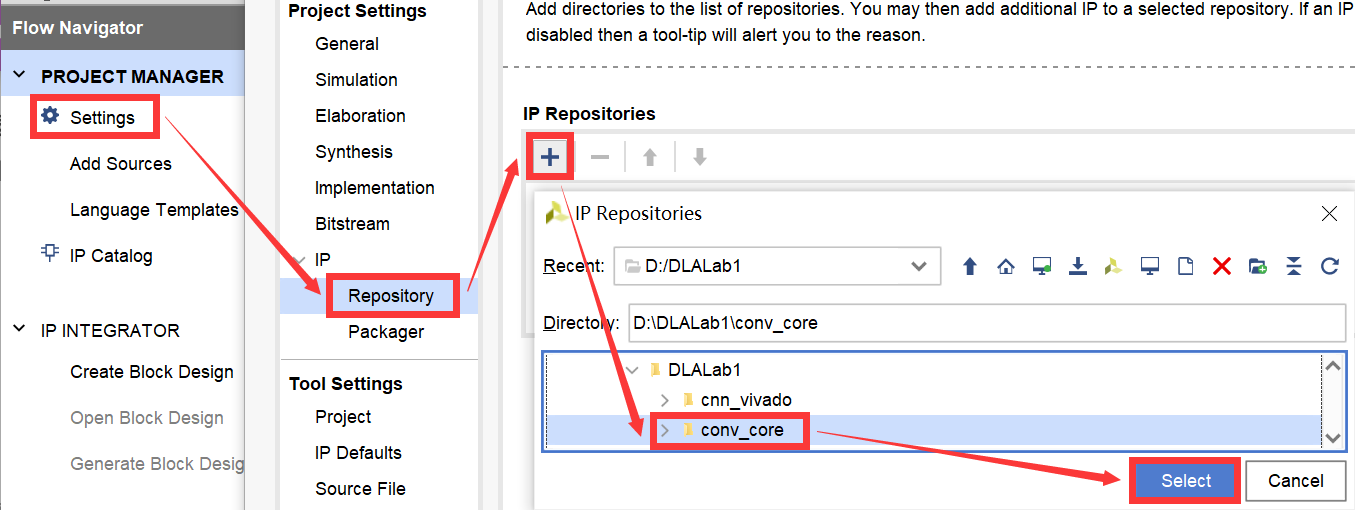 Flow Navigator
PROJECT MANAGER
Settings
Add Sources
Language Templates
IP Catalog
IP INTEGRATOR
Create Block Design
Open Block Design
Generate Block Desig
Project Settings
General
Simulation
Elaboration
Synthesis
Implementation
Bitstream
IP
Repository
Packager
Tool Settings
Project
IP Defaults
Source File
Add directories to the list of repositories. You may then add additional IP to a selected repository. If an IP
disabled then a tool-tip will alert you to the reason.
IP Repositories
IP Repositories
Recent: D:/DLALab1
Directory: D:\DLALab1\conv_core
DLALab1
cnn_vivado
conv_core
Select Cancel